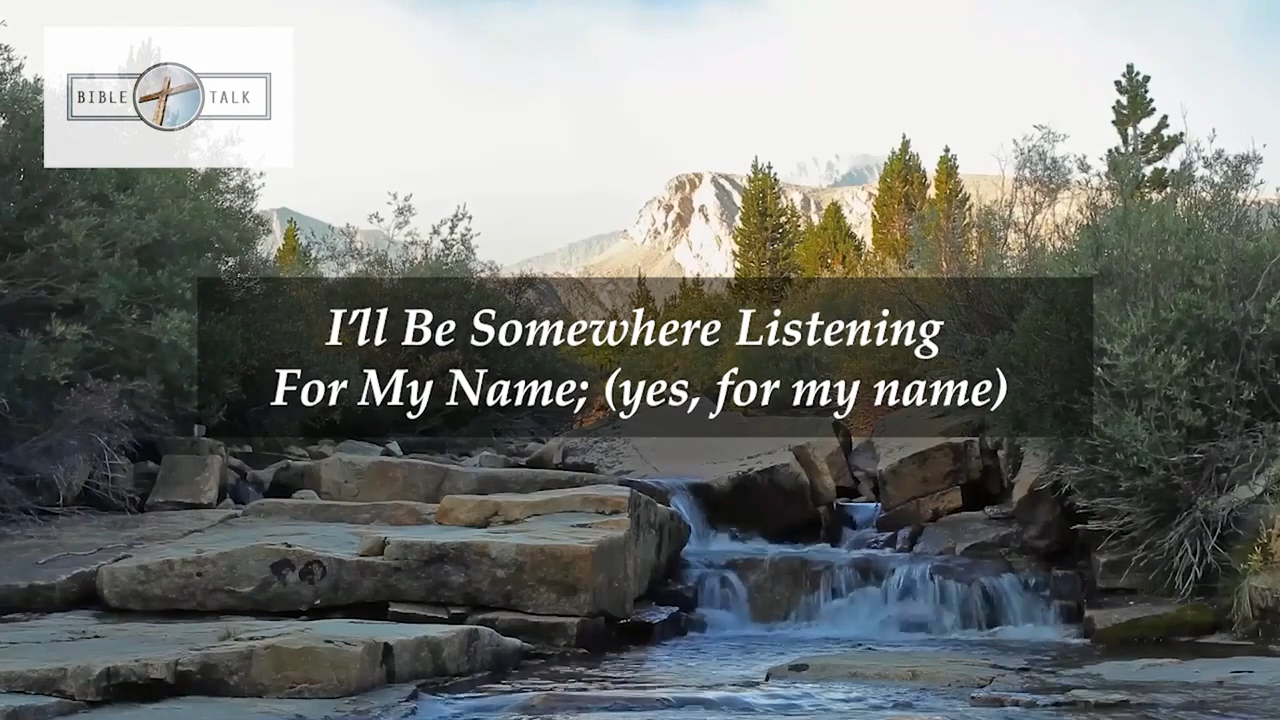 BIBLE TALK
I'll Be Somewhere Listening
For My Name; (yes, for my name)